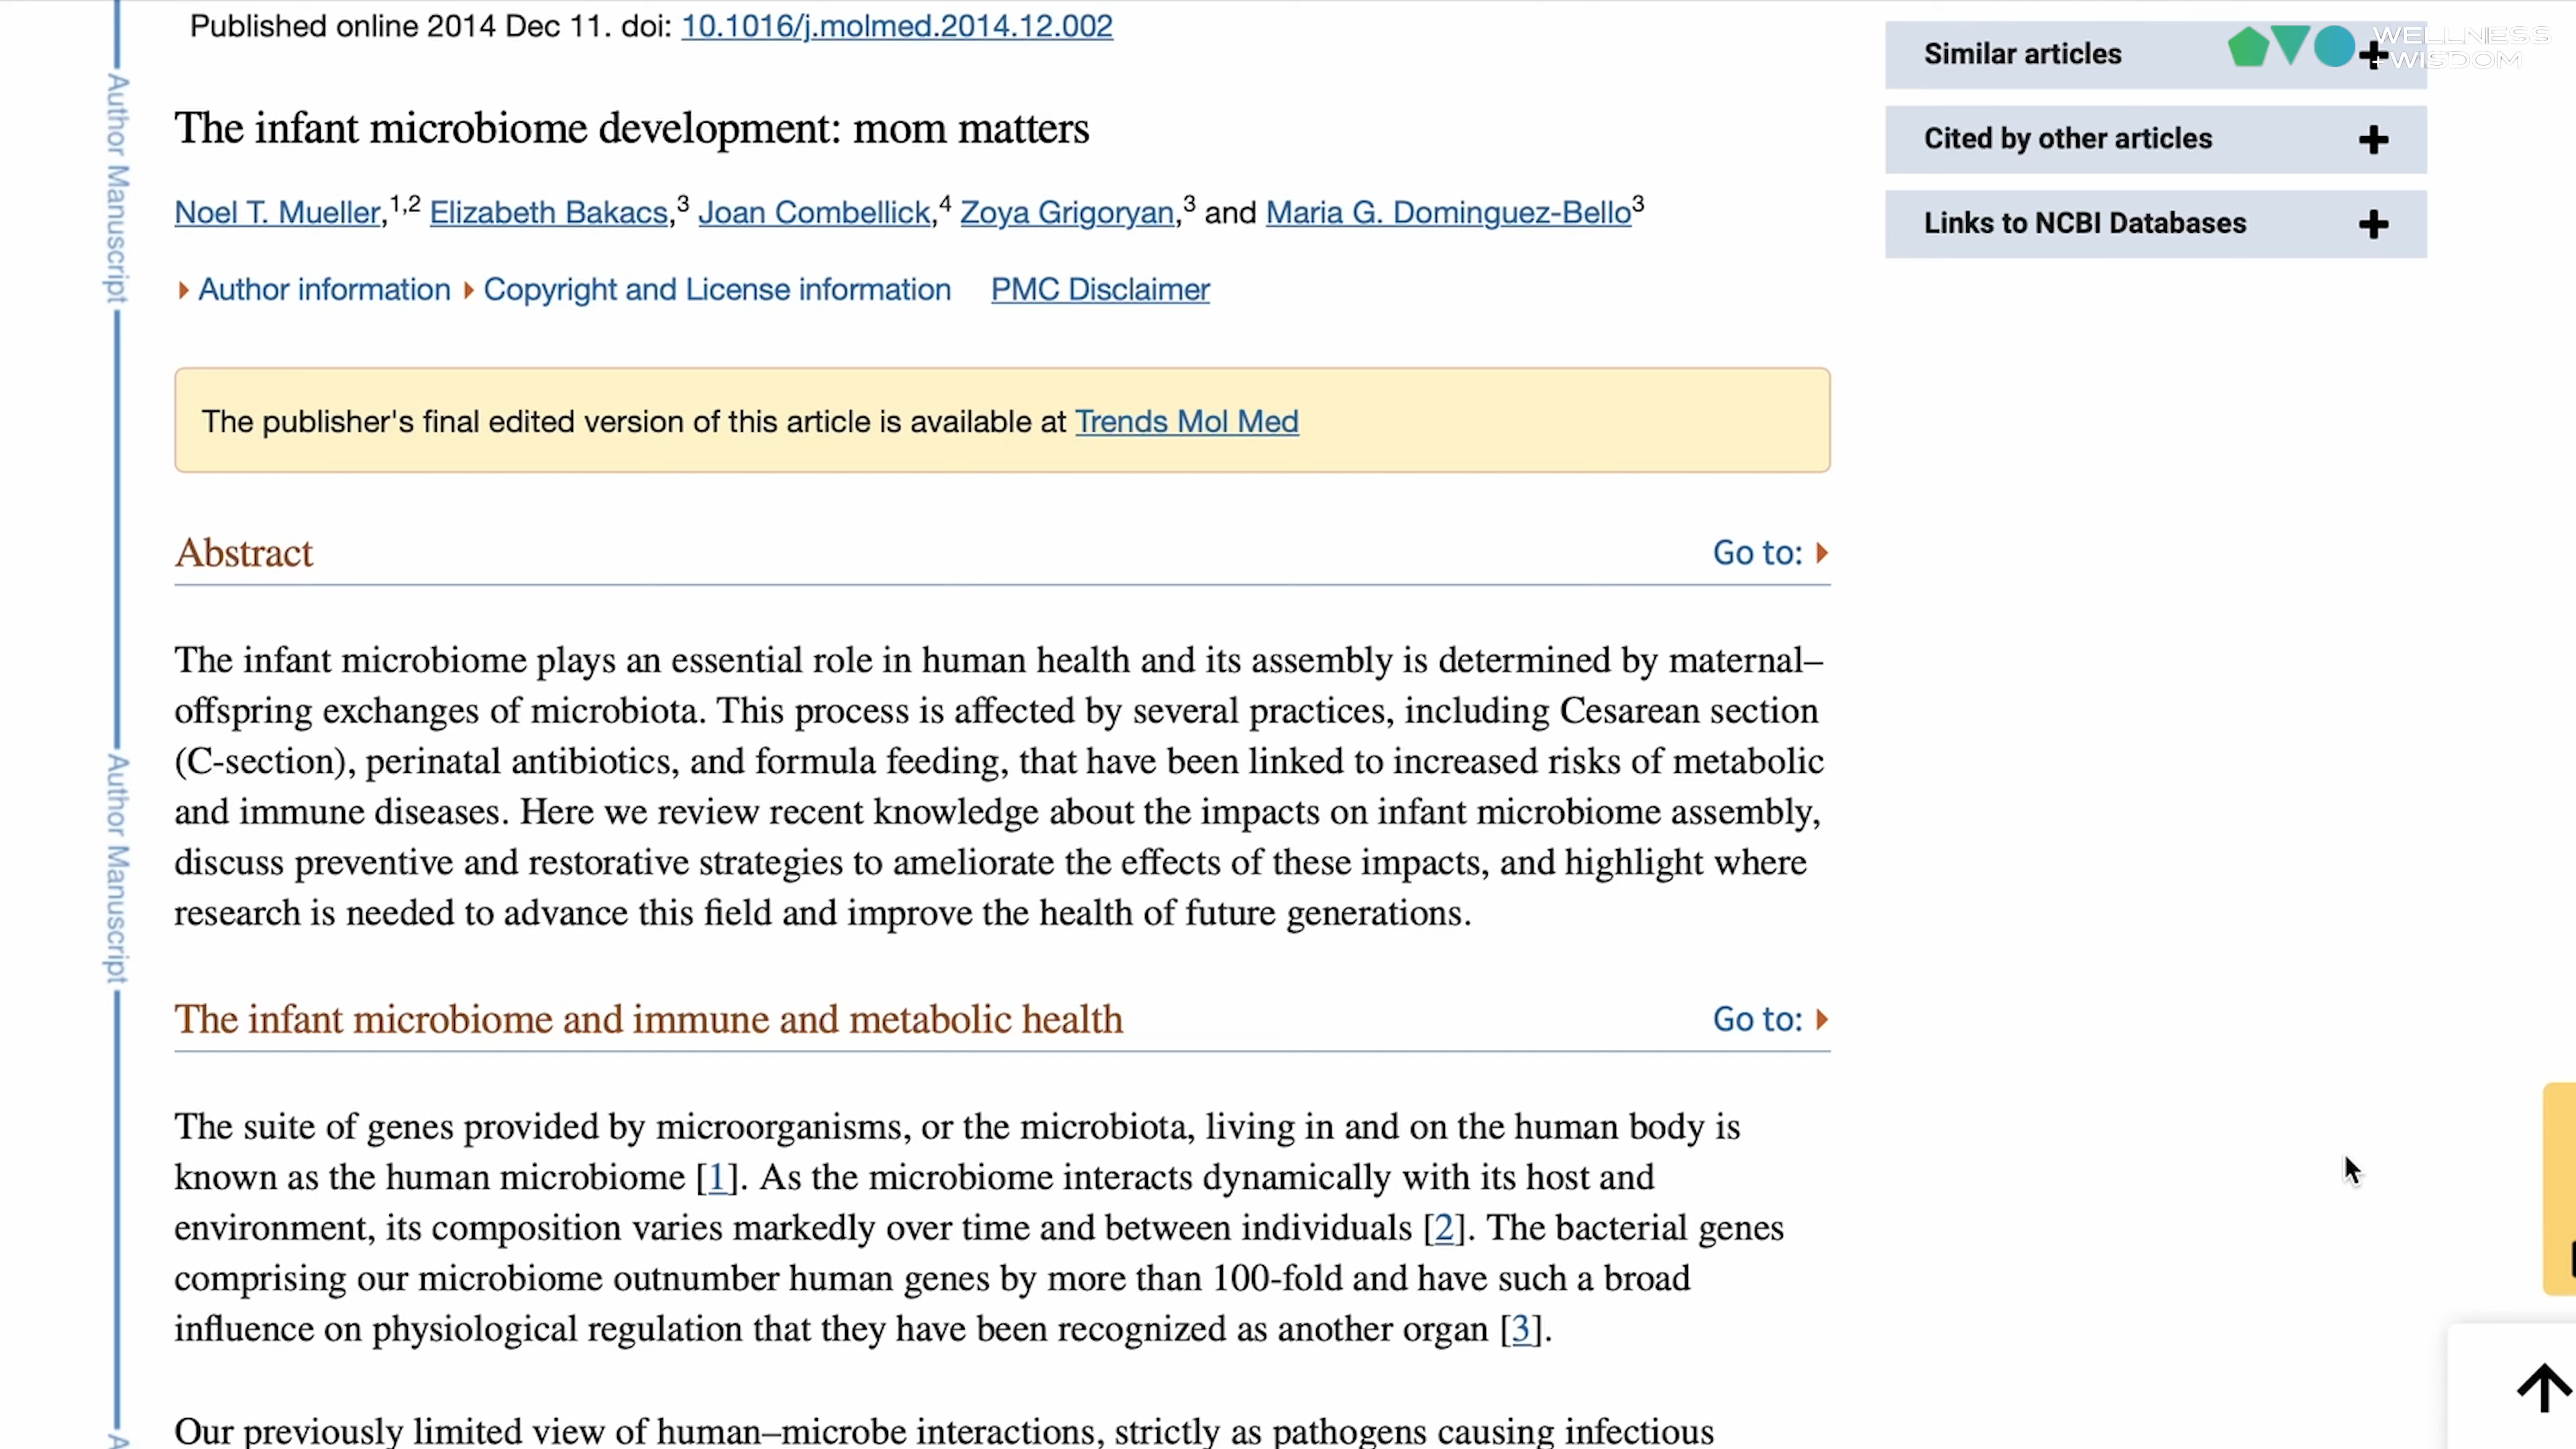 Published online 2014 Dec 11. doi: 10.1016/j.molmed.2014.12.002
The infant microbiome development: mom matters
Noel T. Mueller,1,2 Elizabeth Bakacs,3 Joan Combellick,4 Zoya Grigoryan,3 and Maria G. Dominguez-Bello3
Author information Copyright and License information PMC Disclaimer
The publisher's final edited version of this article is available at Trends Mol Med
Abstract
Go to:
The infant microbiome plays an essential role in human health and its assembly is determined by maternal–
offspring exchanges of microbiota. This process is affected by several practices, including Cesarean section
(C-section), perinatal antibiotics, and formula feeding, that have been linked to increased risks of metabolic
and immune diseases. Here we review recent knowledge about the impacts on infant microbiome assembly,
discuss preventive and restorative strategies to ameliorate the effects of these impacts, and highlight where
research is needed to advance this field and improve the health of future generations.
The infant microbiome and immune and metabolic health
Go to:
The suite of genes provided by microorganisms, or the microbiota, living in and on the human body is
known as the human microbiome [1]. As the microbiome interacts dynamically with its host and
environment, its composition varies markedly over time and between individuals [2]. The bacterial genes
comprising our microbiome outnumber human genes by more than 100-fold and have such a broad
influence on physiological regulation that they have been recognized as another organ [3].
Our previously limited view of human–microbe interactions, strictly as pathogens causing infectious
Author Manuscript
Author Manuscript
A
Similar articles
Cited by other articles
Links to NCBI Databases
WELLNESS
+WISDOM